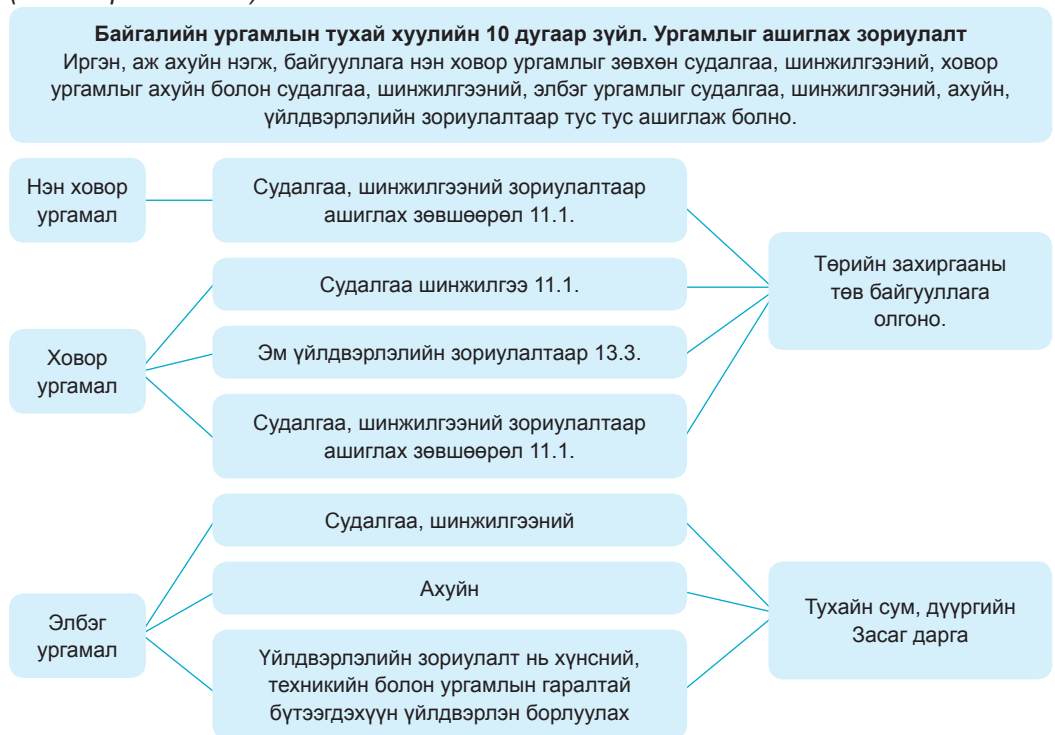 Байгалийн ургамлын тухай хуулийн 10 дугаар зүйл. Ургамлыг ашиглах зориулалт
Иргэн, аж ахуйн нэгж, байгууллага нэн ховор ургамлыг зөвхөн судалгаа, шинжилгээний, ховор
ургамлыг ахуйн болон судалгаа, шинжилгээний, элбэг ургамлыг судалгаа, шинжилгээний, ахуйн,
үйлдвэрлэлийн зориулалтаар тус тус ашиглаж болно.
Нэн ховор
ургамал
Судалгаа, шинжилгээний зориулалтаар
ашиглах зөвшөөрөл 11.1.
Төрийн захиргааны
төв байгууллага
олгоно.
Судалгаа шинжилгээ 11.1.
Ховор
ургамал
Эм үйлдвэрлэлийн зориулалтаар 13.3.
Судалгаа, шинжилгээний зориулалтаар
ашиглах зөвшөөрөл 11.1.
Судалгаа, шинжилгээний
Ахуйн
Элбэг
ургамал
Үйлдвэрлэлийн зориулалт нь хүнсний,
техникийн болон ургамлын гаралтай
бүтээгдэхүүн үйлдвэрлэн борлуулах
Тухайн сум, дүүргийн
Засаг дарга